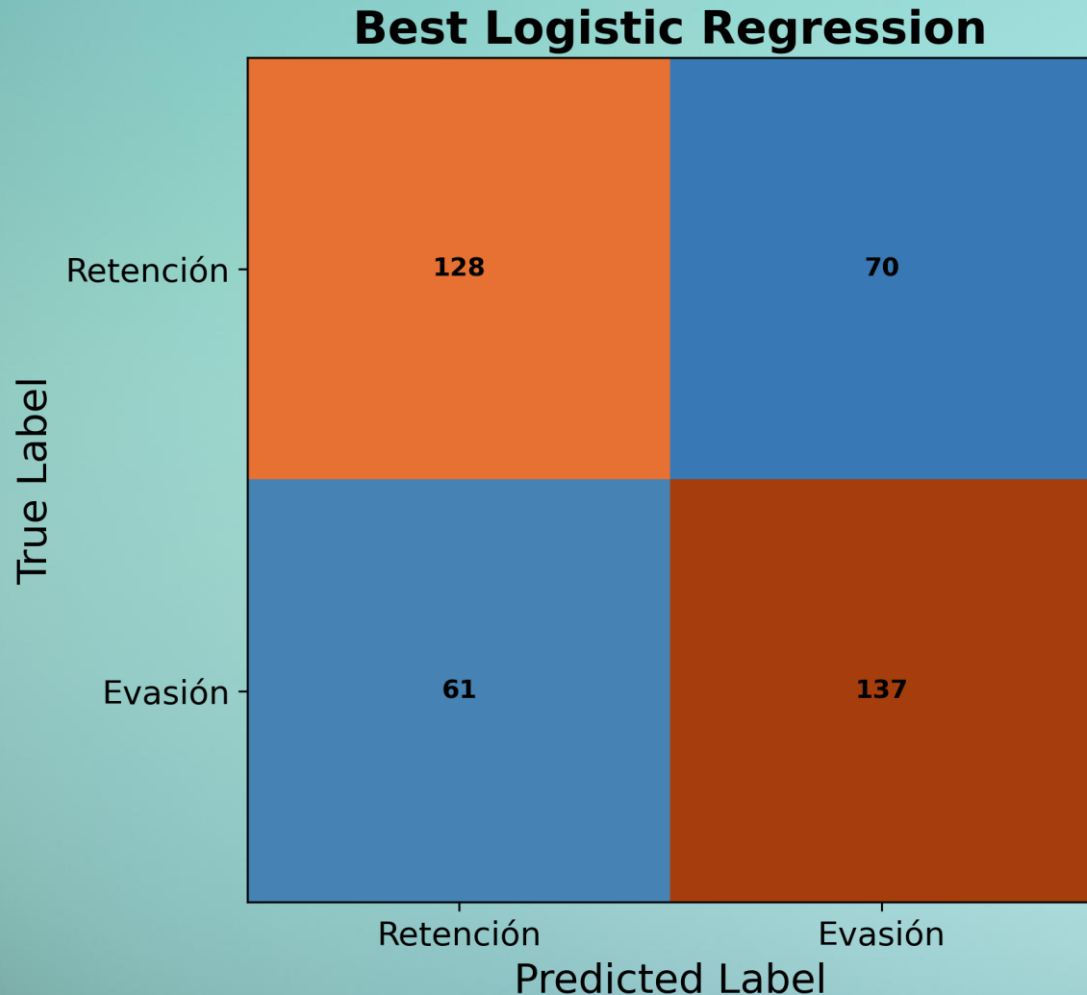 Best Logistic Regression
True Label
Retención
128
70
Evasión
61
137
Retención
Evasión
Predicted Label